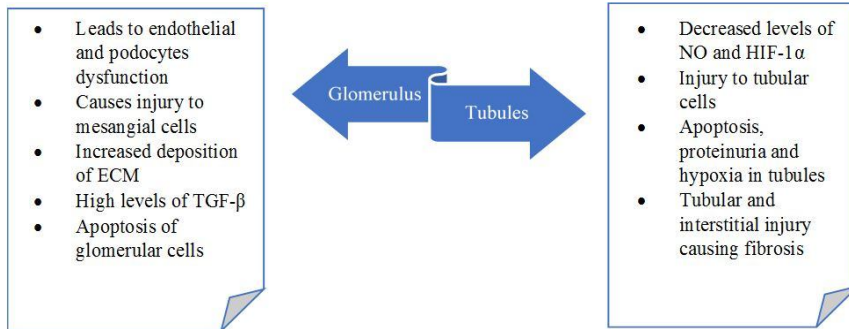 • Leads to endothelial
and podocytes
dysfunction
• Causes injury to
mesangial cells
• Increased deposition
of ECM
• High levels of TGF-β
• Apoptosis of
glomerular cells
Glomerulus
Tubules
• Decreased levels of
NO and HIF-1α
• Injury to tubular
cells
• Apoptosis,
proteinuria and
hypoxia in tubules
• Tubular and
interstitial injury
causing fibrosis